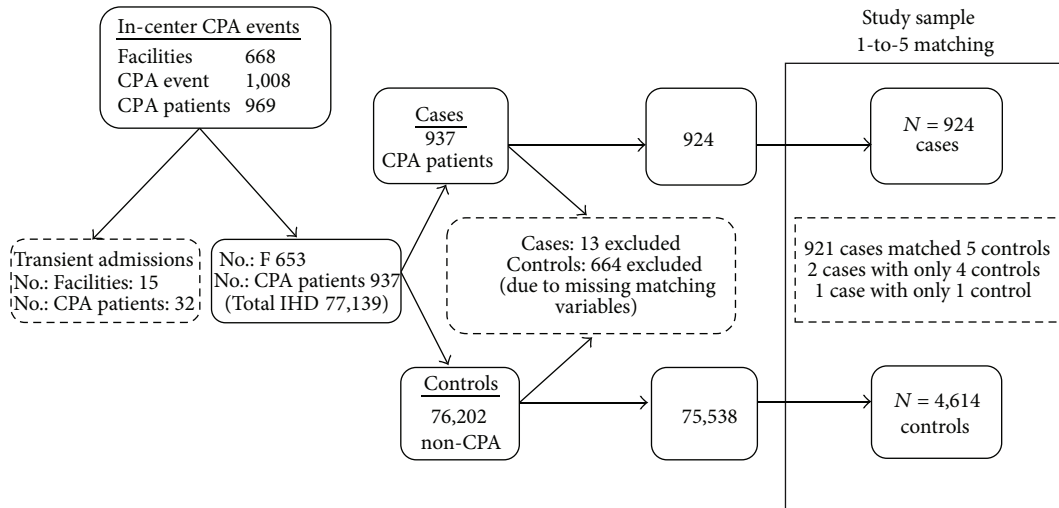 In-center CPA events
Facilities 668
CPA event 1,008
CPA patients 969
Study sample
1-to-5 matching
Cases
937
CPA patients
924
N = 924
cases
Transient admissions
No.: Facilities: 15
No.: CPA patients: 32
No.: F 653
No.: CPA patients 937
(Total IHD 77,139)
Cases: 13 excluded
Controls: 664 excluded
(due to missing matching
variables)
921 cases matched 5 controls
2 cases with only 4 controls
1 case with only 1 control
Controls
76,202
non-CPA
75,538
N = 4,614
controls